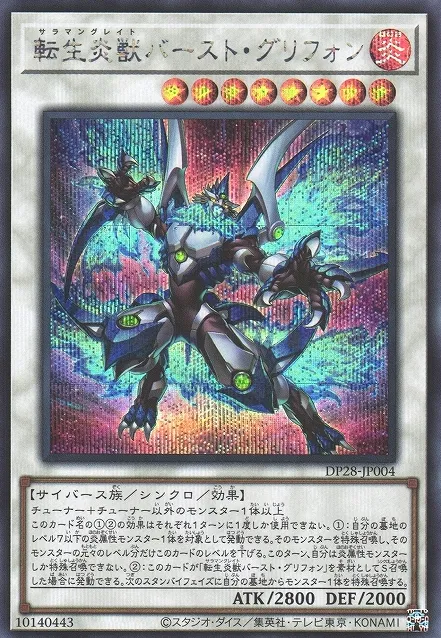 サラマングレイト
転生炎獣バースト・グリフォン
炎
DP28-JP004
【サイバース族/シンクロ/効果】
チューナー+チューナー以外のモンスター1体以上
このカード名の①②の効果はそれぞれ1ターンに1度しか使用できない。①:自分の墓地の
レベル7以下の炎属性モンスター1体を対象として発動できる。そのモンスターを特殊召喚し、その
モンスターの元々のレベル分だけこのカードのレベルを下げる。このターン、自分は炎属性モンスター
しか特殊召喚できない。②:このカードが「転生炎獣バースト・グリフォン」を素材としてS召喚
した場合に発動できる。次のスタンバイフェイズに自分の墓地からモンスター1体を特殊召喚する。
ATK/2800 DEF/2000
10140443
©スタジオ・ダイス/集英社・テレビ東京・KONAMI